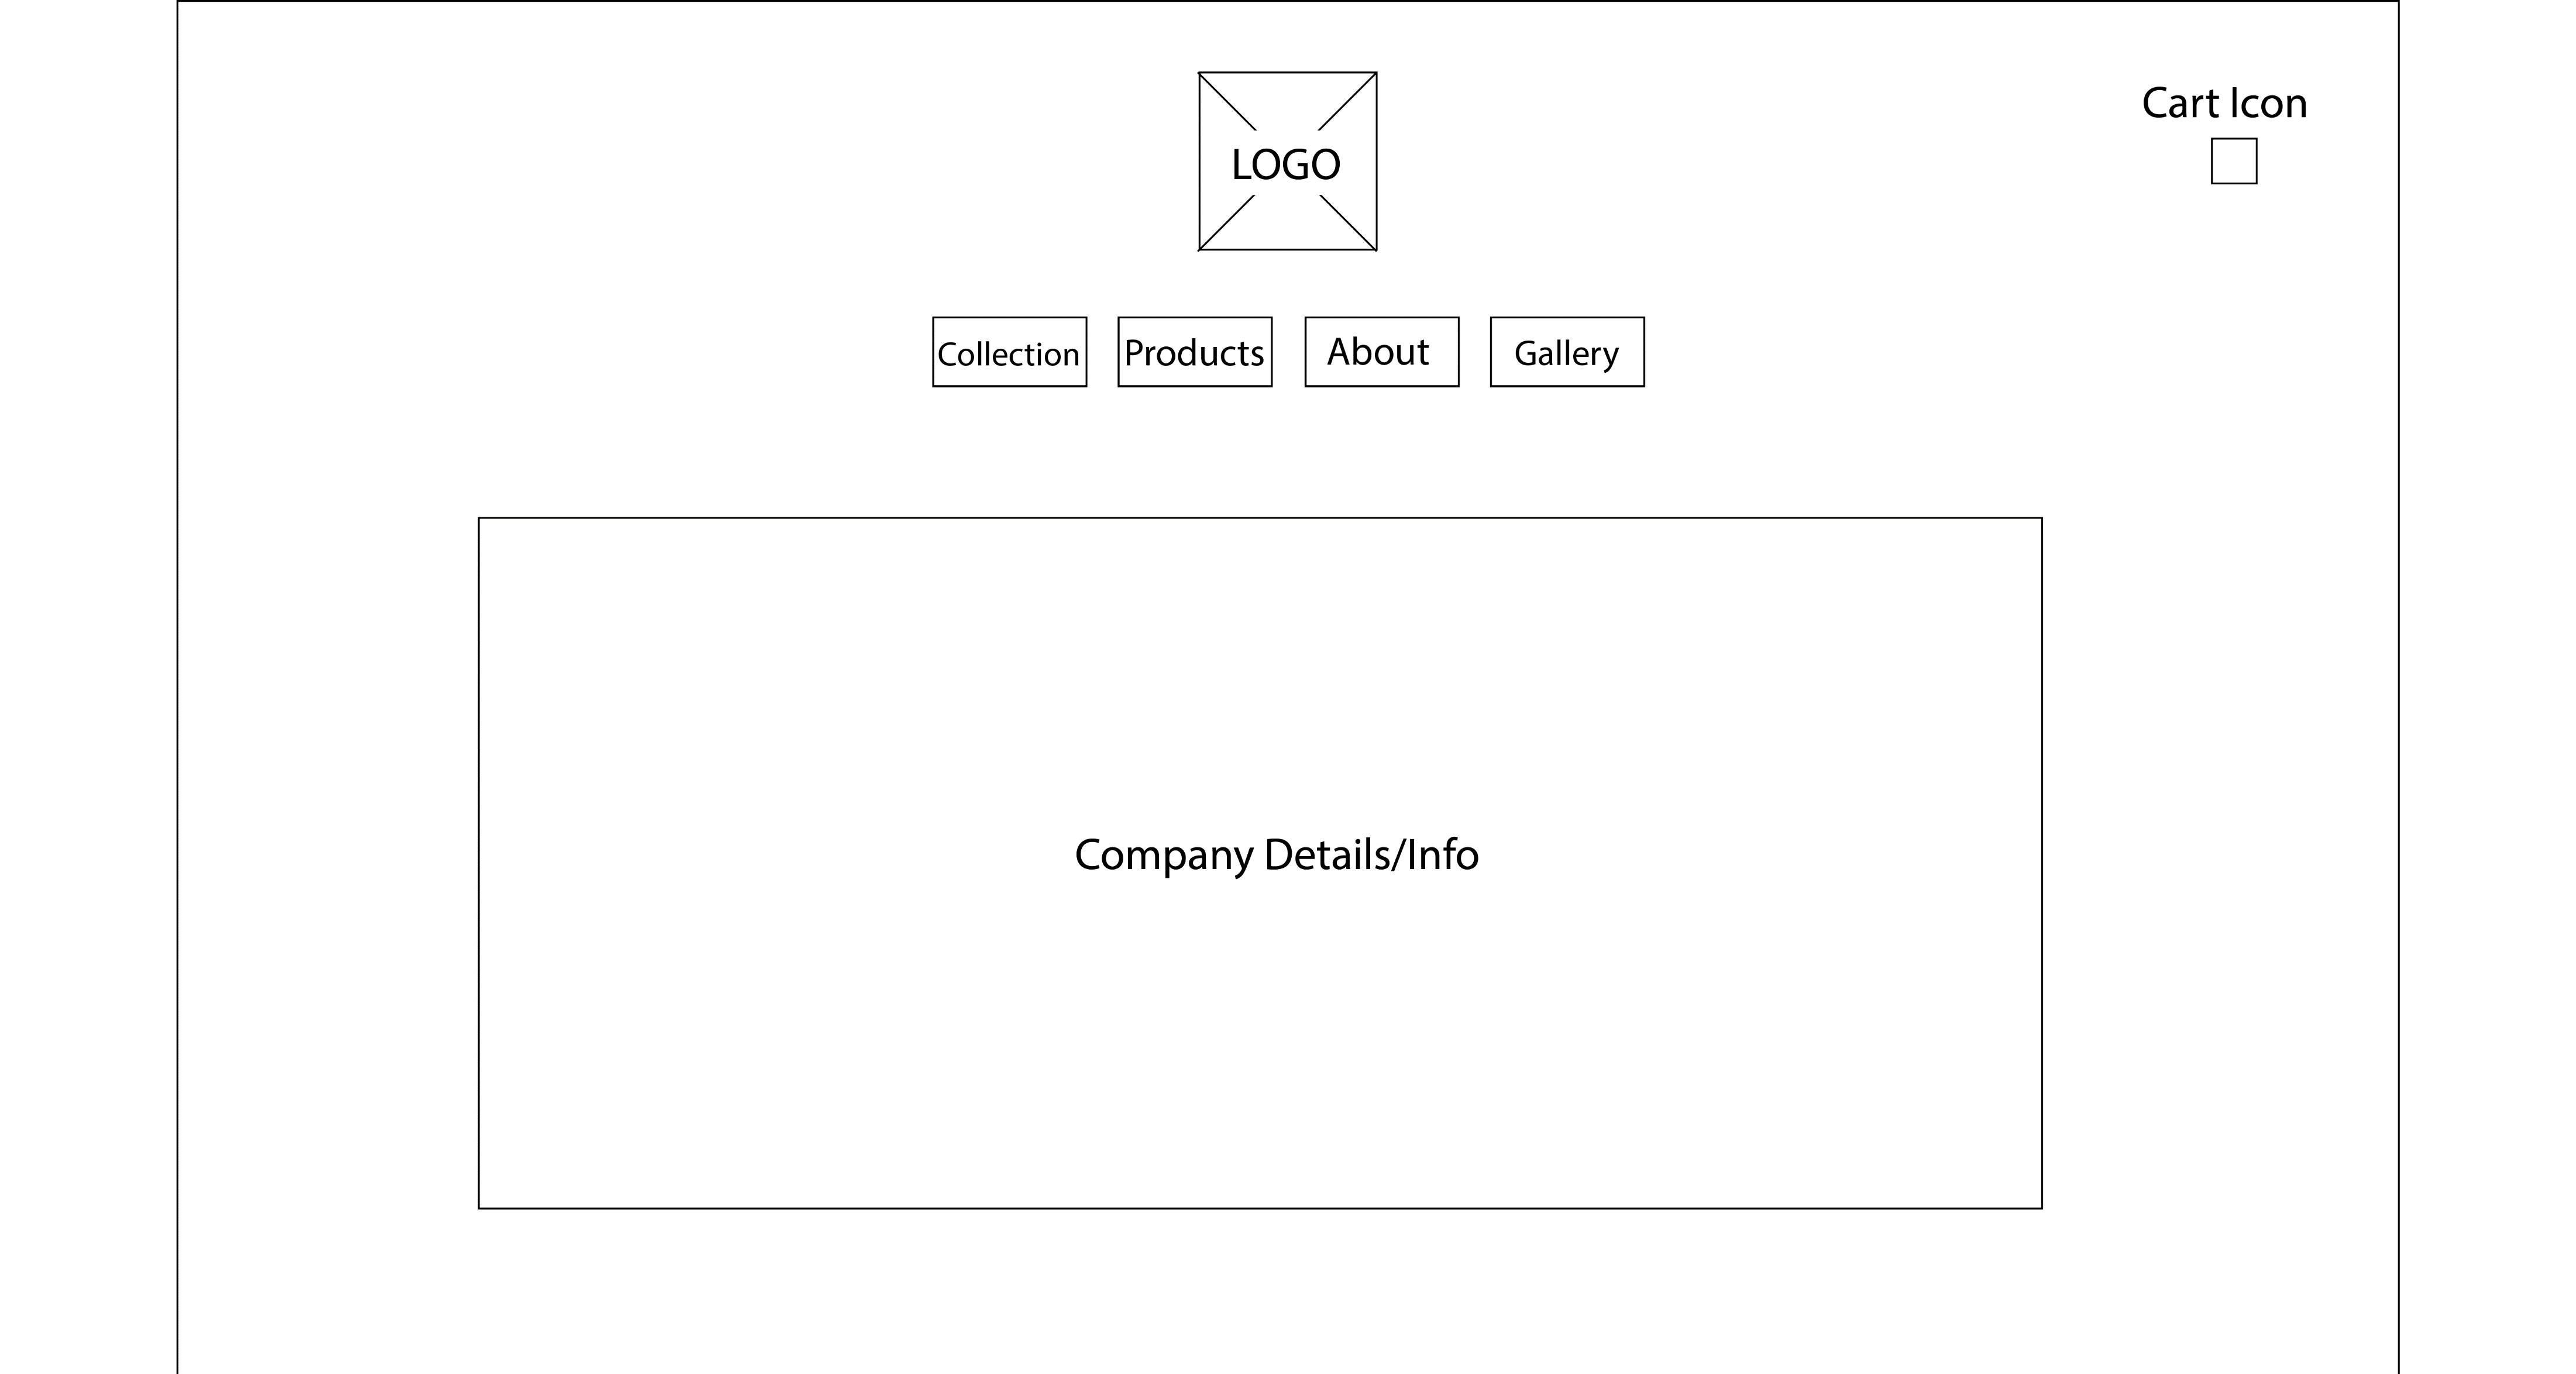 Cart Icon
LOGO
Collection
Products
About
Gallery
Company Details/Info